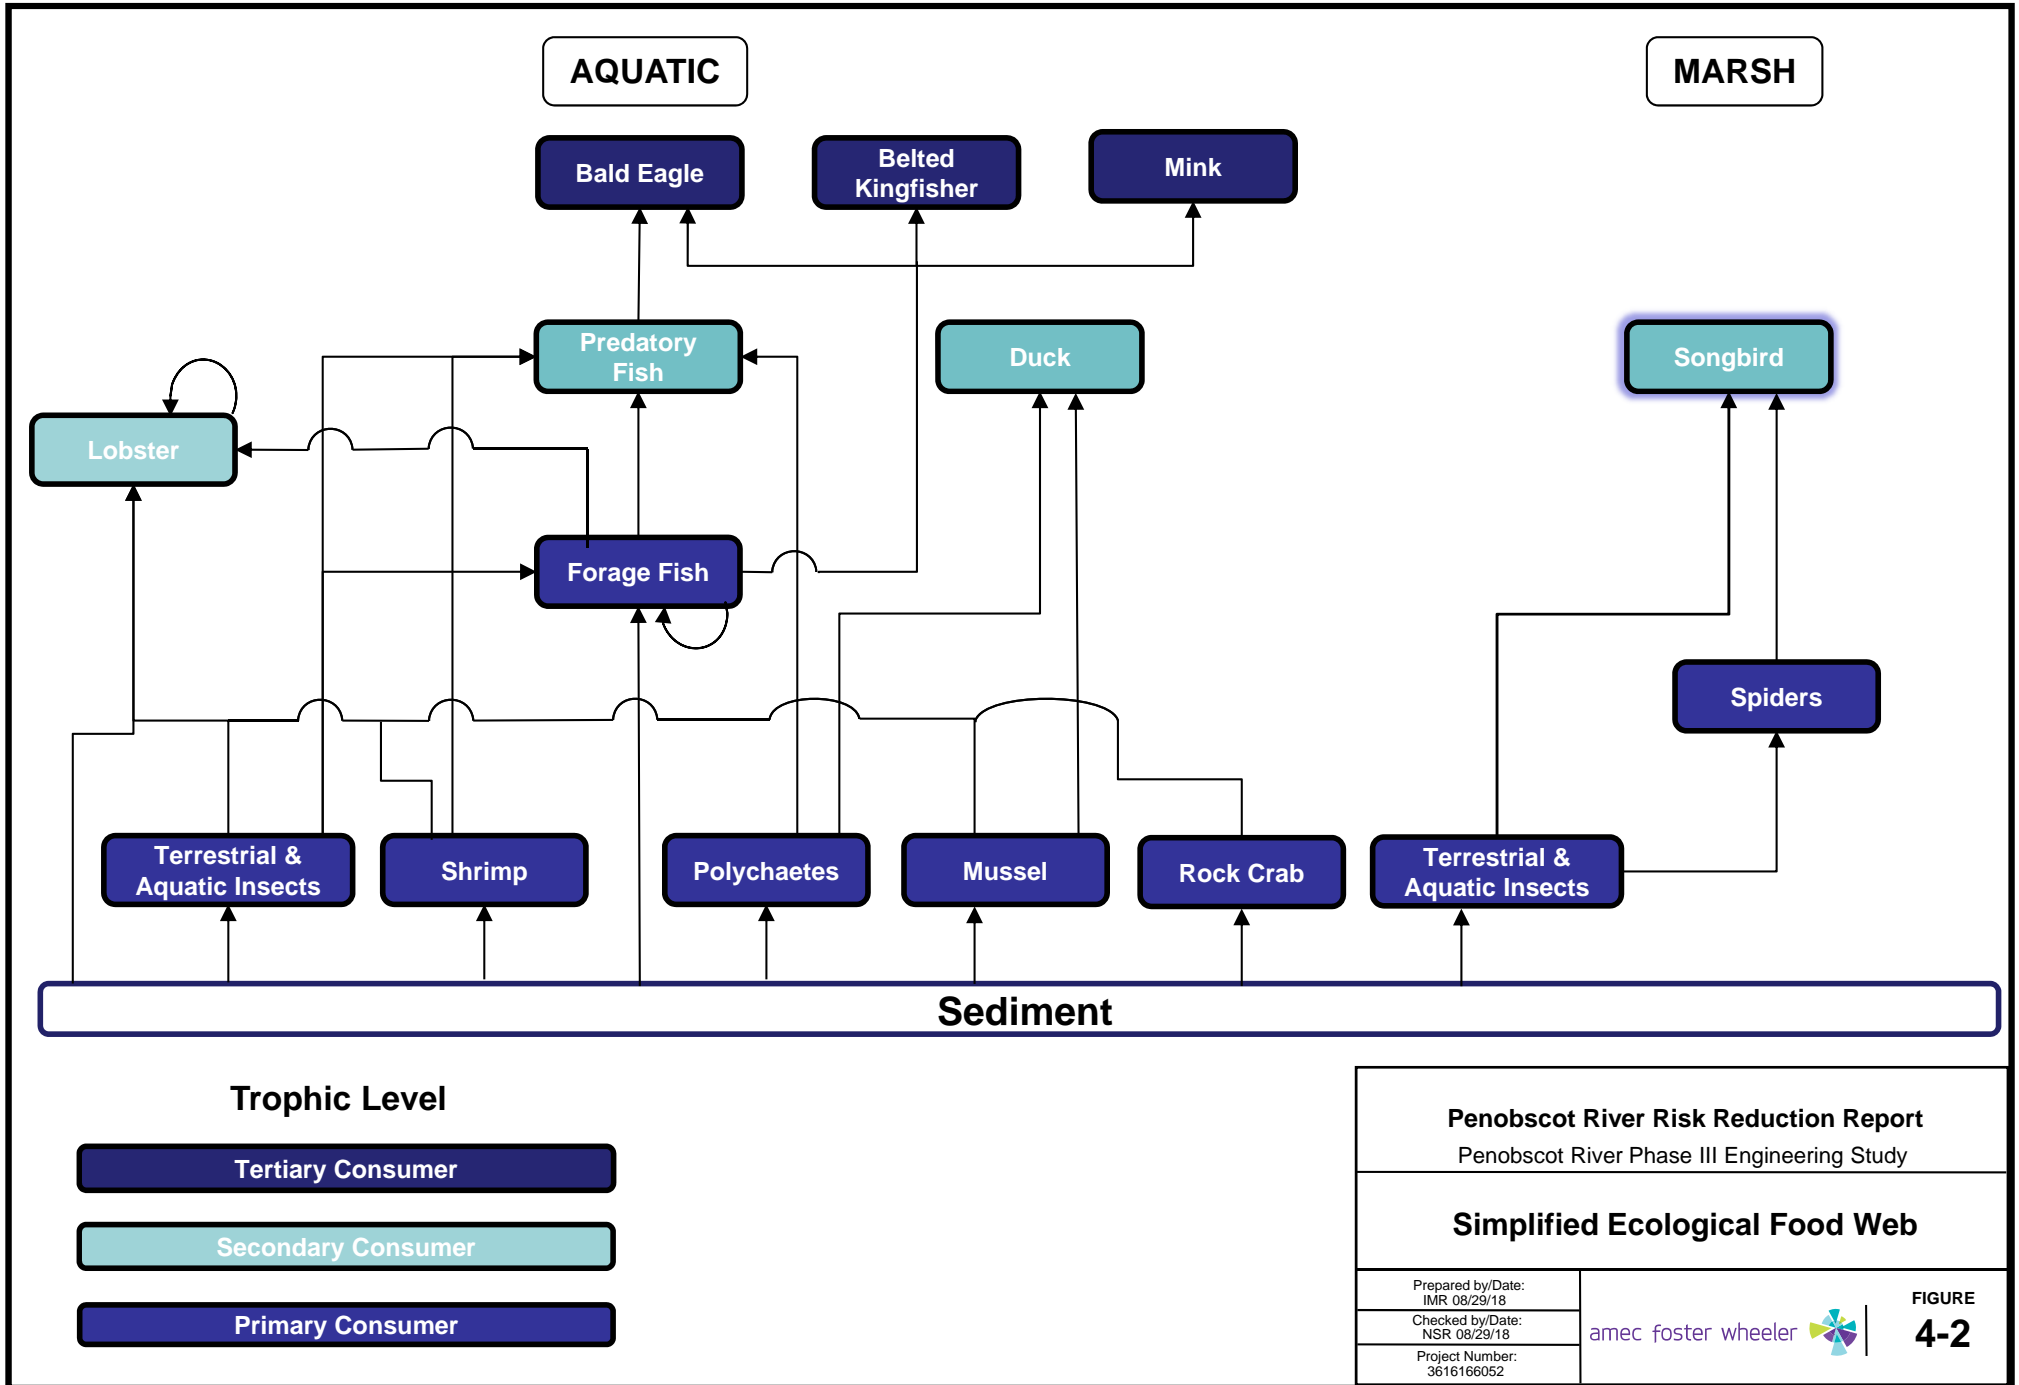 AQUATIC
MARSH
Bald Eagle
Belted
Kingfisher
Mink
Predatory
Fish
Duck
Songbird
Lobster
Forage Fish
Spiders
Terrestrial &
Aquatic Insects
Shrimp
Polychaetes
Mussel
Rock Crab
Terrestrial &
Aquatic Insects
Sediment
Trophic Level
Tertiary Consumer
Secondary Consumer
Primary Consumer
Penobscot River Risk Reduction Report
Penobscot River Phase III Engineering Study
Simplified Ecological Food Web
Prepared by/Date:
IMR 08/29/18
Checked by/Date:
NSR 08/29/18
Project Number:
3616166052
amec foster wheeler
FIGURE
4-2